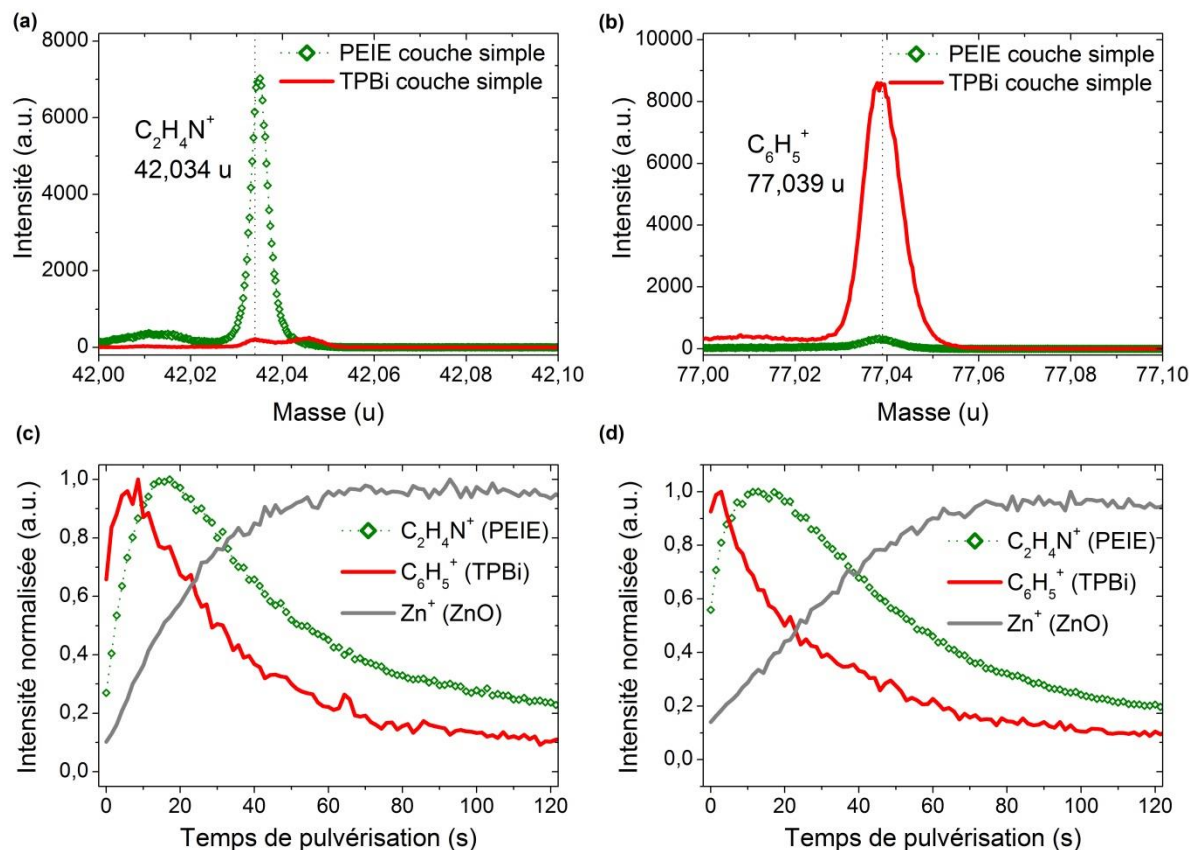 (a)
8000
6000
4000
2000
0
Intensité (a.u.)
PEIE couche simple
TPBi couche simple
C₂H₄N⁺
42,034 u
42,00 42,02 42,04 42,06 42,08 42,10
Masse (u)
(b)
10000
8000
6000
4000
2000
0
Intensité (a.u.)
PEIE couche simple
TPBi couche simple
C₆H₅⁺
77,039 u
77,00 77,02 77,04 77,06 77,08 77,10
Masse (u)
(c)
1,0
0,8
0,6
0,4
0,2
0,0
Intensité normalisée (a.u.)
C₂H₄N⁺ (PEIE)
C₆H₅⁺ (TPBi)
Zn⁺ (ZnO)
0 20 40 60 80 100 120
Temps de pulvérisation (s)
(d)
1,0
0,8
0,6
0,4
0,2
0,0
Intensité normalisée (a.u.)
C₂H₄N⁺ (PEIE)
C₆H₅⁺ (TPBi)
Zn⁺ (ZnO)
0 20 40 60 80 100 120
Temps de pulvérisation (s)